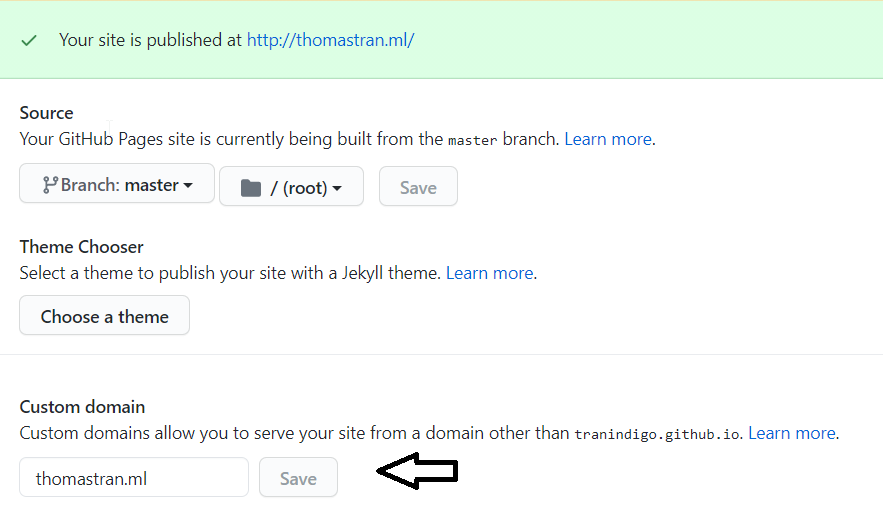 Your site is published at http://thomastran.ml/
Source
Your GitHub Pages site is currently being built from the master branch. Learn more.
Branch: master / (root) Save
Theme Chooser
Select a theme to publish your site with a Jekyll theme. Learn more.
Choose a theme
Custom domain
Custom domains allow you to serve your site from a domain other than tranindigo.github.io. Learn more.
thomastran.ml Save